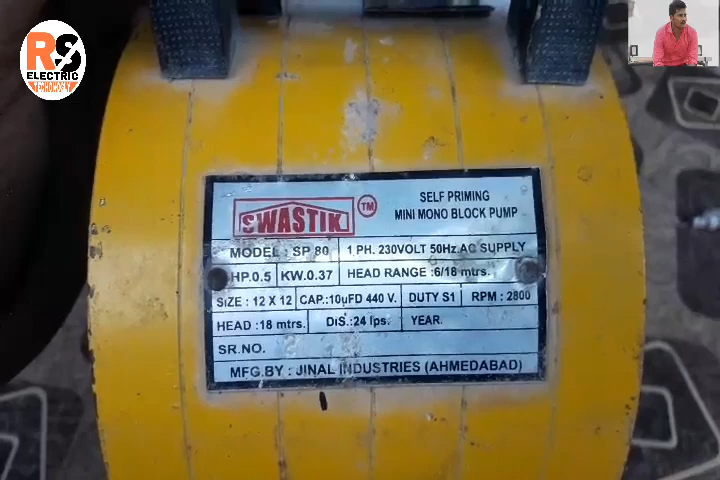 RS
ELECTRIC
TECHONOLGY
SWASTIK TM
SELF PRIMING
MINI MONO BLOCK PUMP
MODEL : SP 80 1 PH. 230VOLT 50Hz.AC SUPPLY
HP.0.5 KW.0.37 HEAD RANGE :6/18 mtrs.
SIZE : 12 X 12 CAP.:10µFD 440 V. DUTY S1 RPM : 2800
HEAD :18 mtrs. DIS.:24 lps. YEAR.
SR.NO.
MFG.BY : JINAL INDUSTRIES (AHMEDABAD)